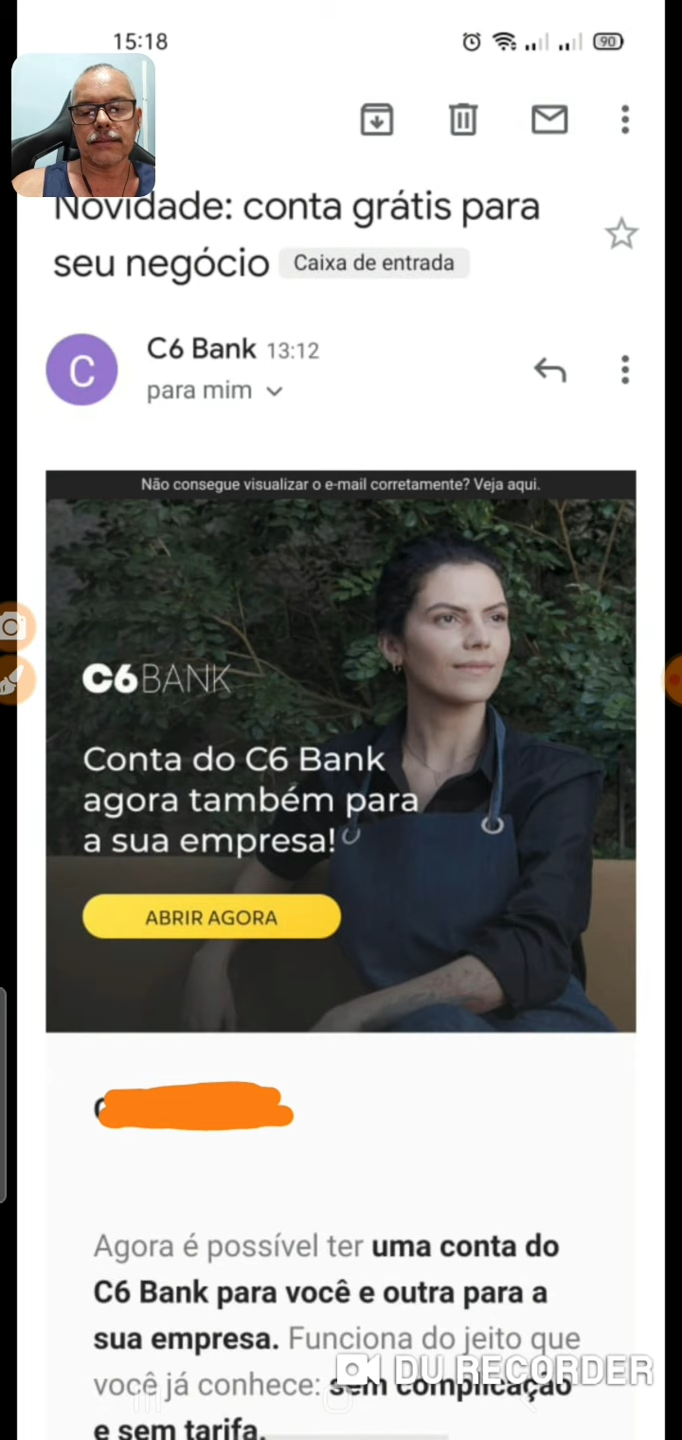 15:18
90
Novidade: conta grátis para
seu negócio Caixa de entrada
C
C6 Bank 13:12
para mim
Não consegue visualizar o e-mail corretamente? Veja aqui.
C6BANK
Conta do C6 Bank
agora também para
a sua empresa!
ABRIR AGORA
Agora é possível ter uma conta do
C6 Bank para você e outra para a
sua empresa. Funciona do jeito que
você já conhece: sem complicação
e sem tarifa.
DU RECORDER